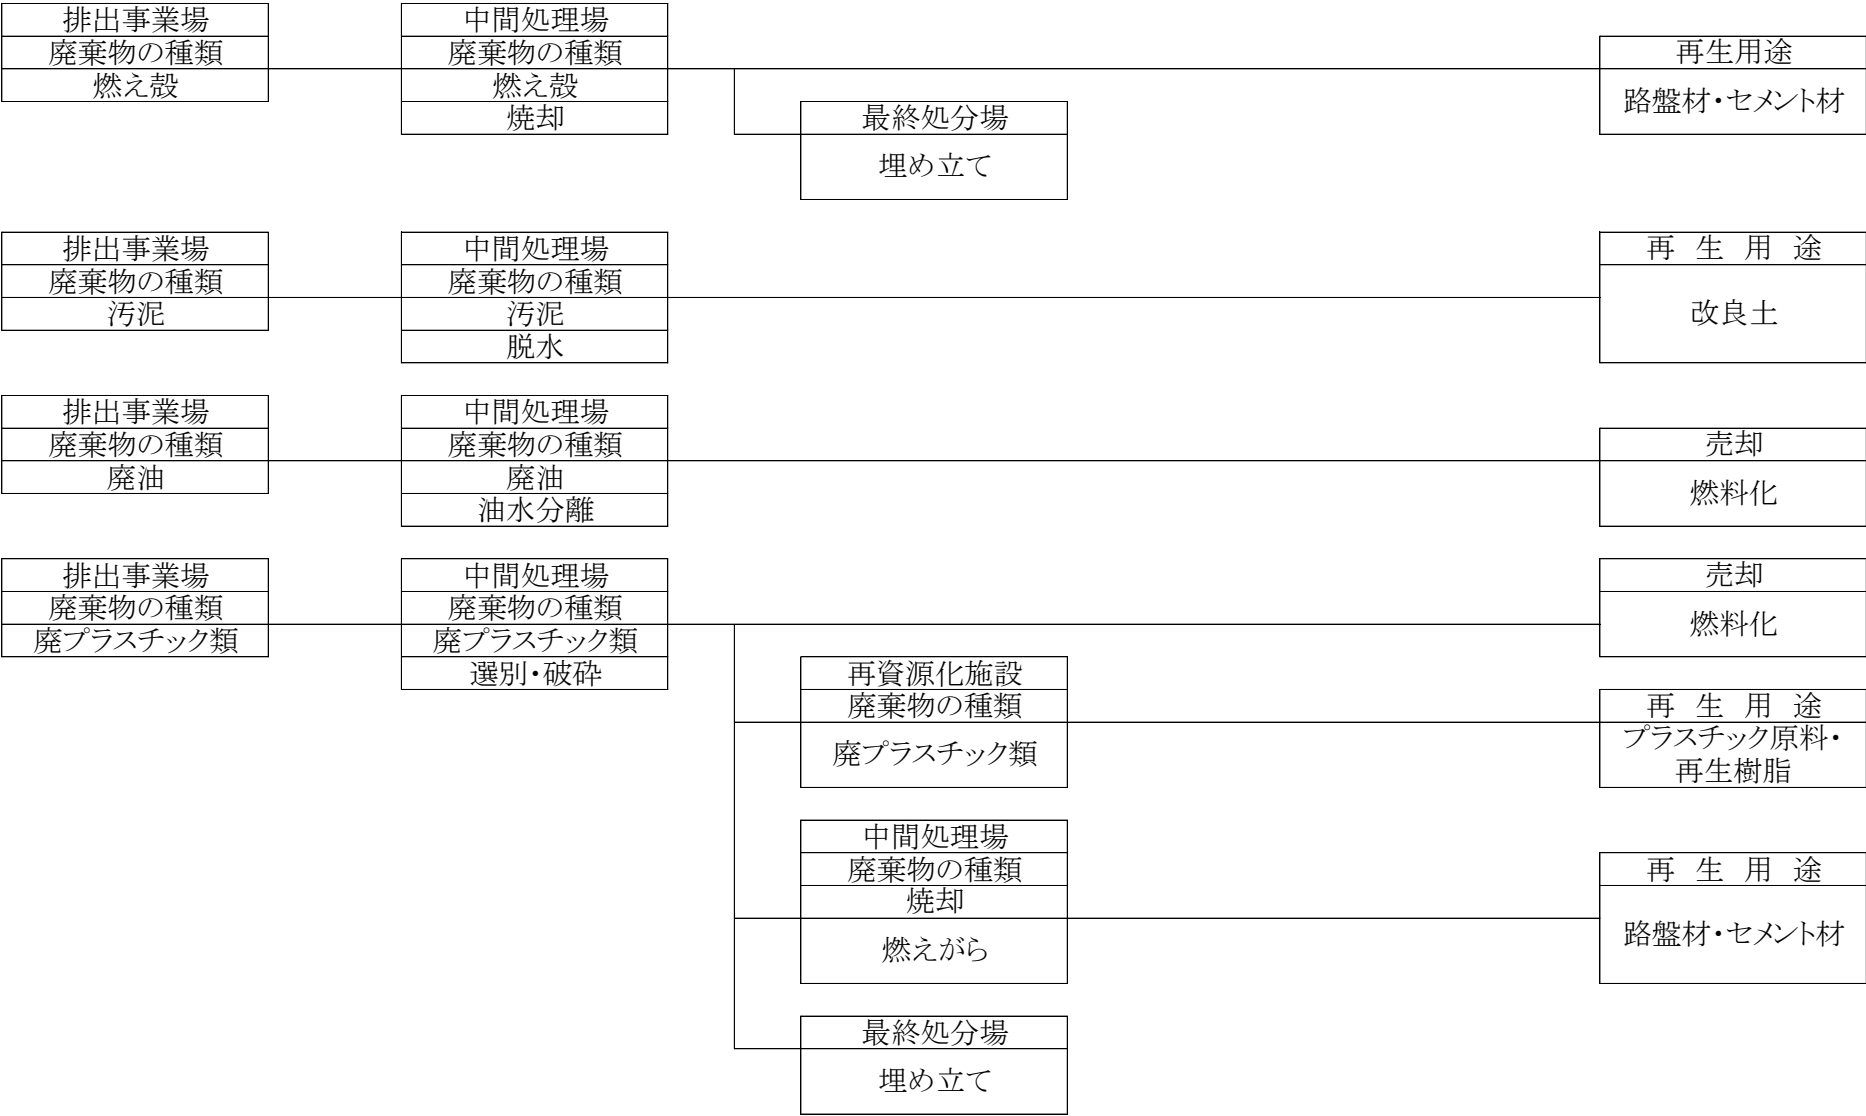 排出事業場
廃棄物の種類
燃え殻
中間処理場
廃棄物の種類
燃え殻
焼却
最終処分場
埋め立て
再生用途
路盤材・セメント材
排出事業場
廃棄物の種類
汚泥
中間処理場
廃棄物の種類
汚泥
脱水
再 生 用 途
改良土
排出事業場
廃棄物の種類
廃油
中間処理場
廃棄物の種類
廃油
油水分離
売却
燃料化
排出事業場
廃棄物の種類
廃プラスチック類
中間処理場
廃棄物の種類
廃プラスチック類
選別・破砕
売却
燃料化
再資源化施設
廃棄物の種類
廃プラスチック類
再 生 用 途
プラスチック原料・
再生樹脂
中間処理場
廃棄物の種類
焼却
燃えがら
再 生 用 途
路盤材・セメント材
最終処分場
埋め立て